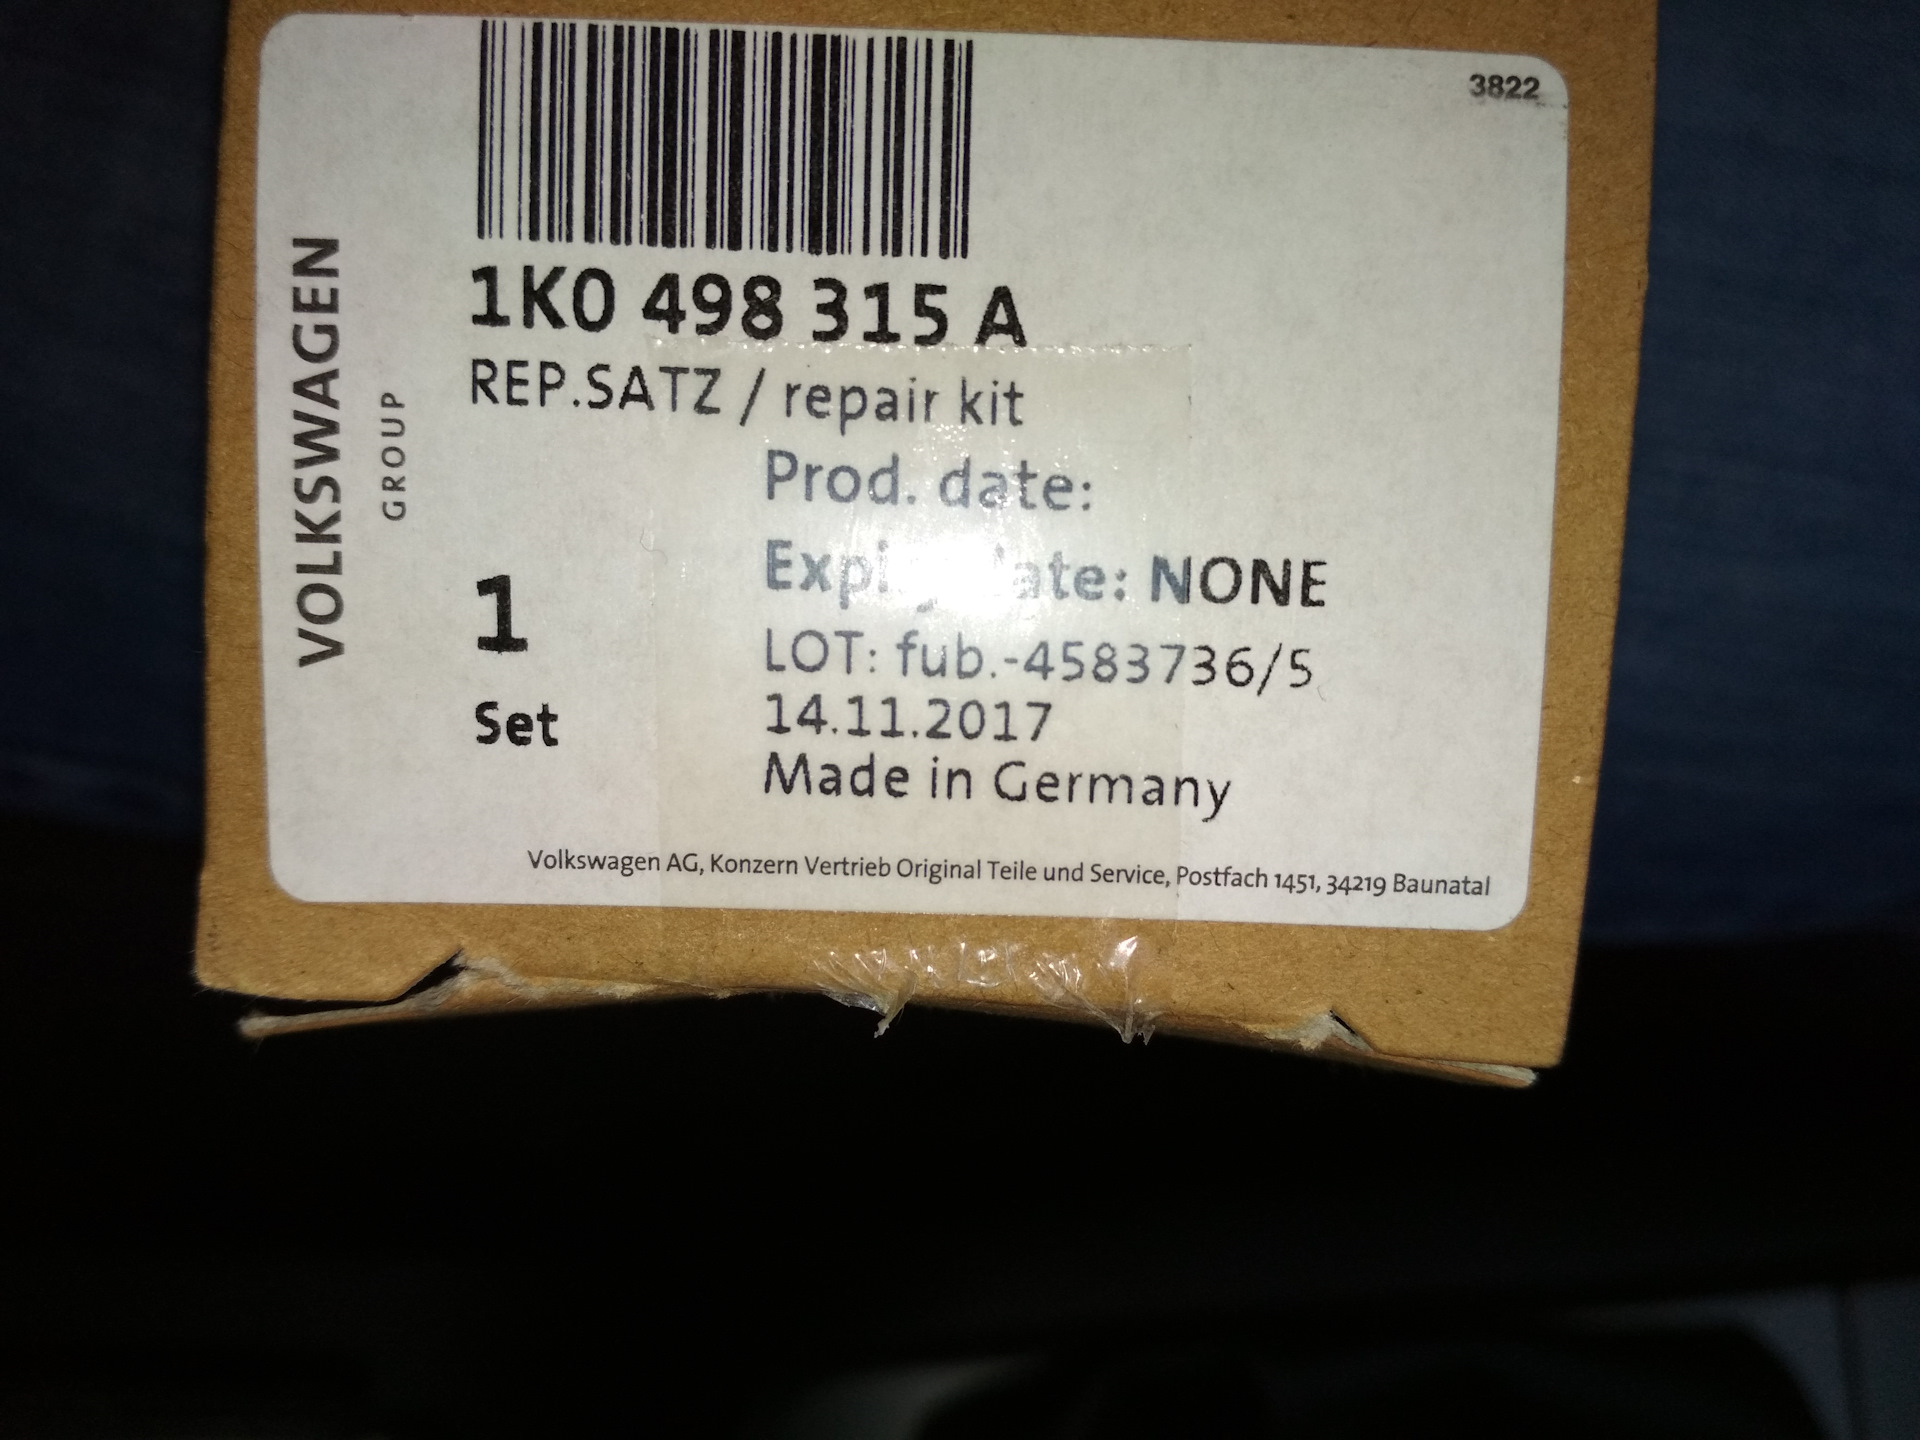 3822
VOLKSWAGEN
GROUP
1K0 498 315 A
REP.SATZ / repair kit
Prod. date:
date: NONE
1
LOT: fub.-4583736/5
Set
14.11.2017
Made in Germany
Volkswagen AG, Konzern Vertrieb Original Teile und Service, Postfach 1451, 34219 Baunatal